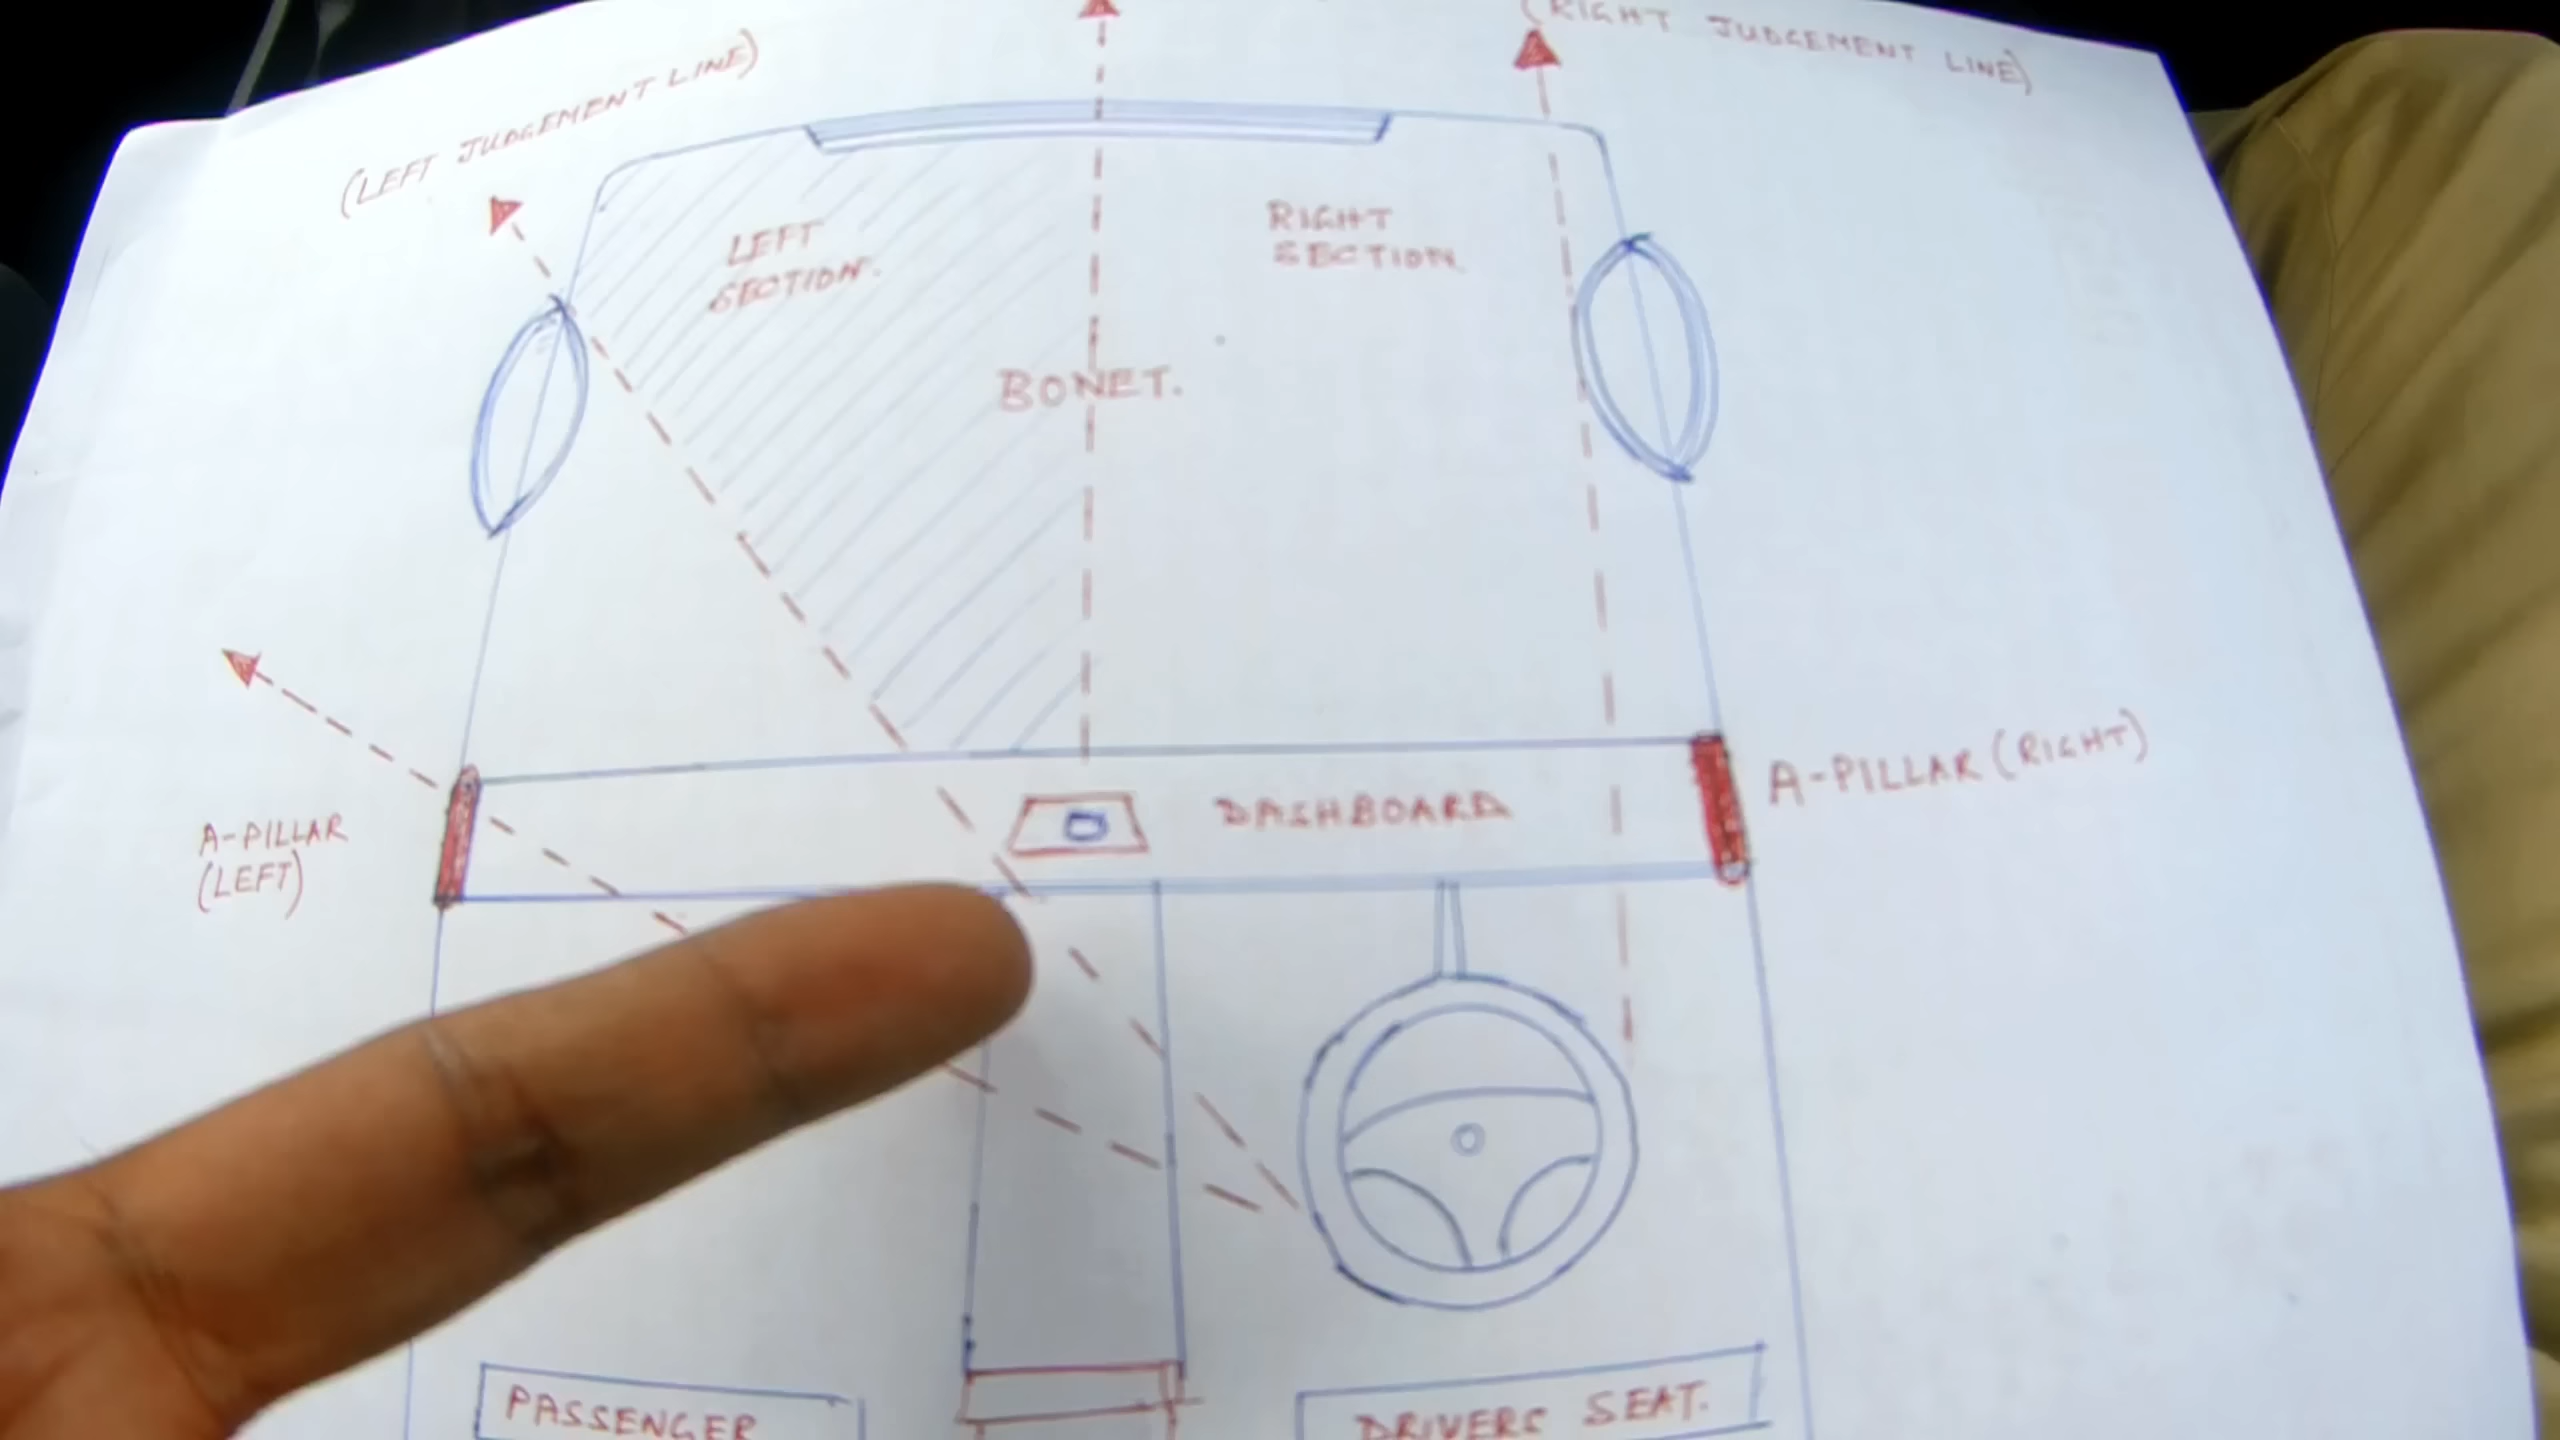 (RIGHT JUDGEMENT LINE)
(LEFT JUDGEMENT LINE)
LEFT
SECTION.
RIGHT
SECTION.
BONET.
A-PILLAR (RIGHT)
DASHBOARD
A-PILLAR
(LEFT)
PASSENGER
DRIVERS SEAT.